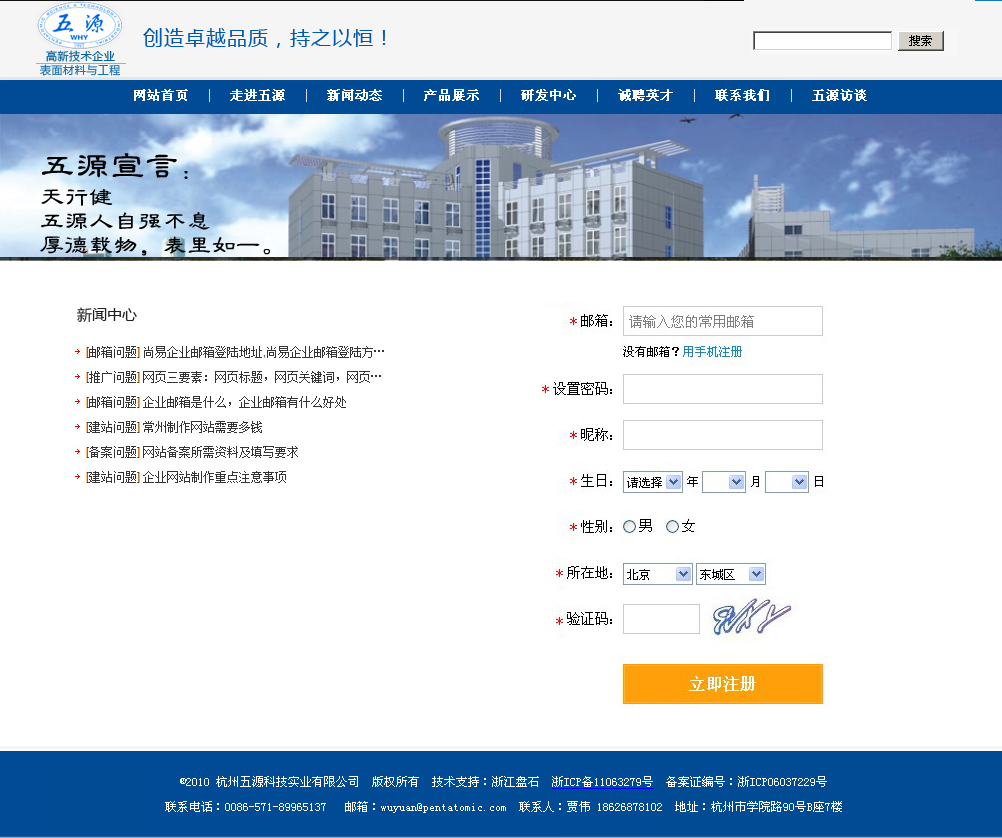 五源
WHY
高新技术企业
表面材料与工程
创造卓越品质，持之以恒！
搜索
网站首页 | 走进五源 | 新闻动态 | 产品展示 | 研发中心 | 诚聘英才 | 联系我们 | 五源访谈
五源宣言：
天行健
五源人自强不息
厚德载物，表里如一。
新闻中心
[邮箱问题] 尚易企业邮箱登陆地址,尚易企业邮箱登陆方…
[推广问题] 网页三要素：网页标题，网页关键词，网页…
[邮箱问题] 企业邮箱是什么，企业邮箱有什么好处
[建站问题] 常州制作网站需要多钱
[备案问题] 网站备案所需资料及填写要求
[建站问题] 企业网站制作重点注意事项
*邮箱： 请输入您的常用邮箱
没有邮箱？用手机注册
*设置密码：
*昵称：
*生日： 请选择 年 月 日
*性别： 男 女
*所在地： 北京 东城区
*验证码：
立即注册
©2010 杭州五源科技实业有限公司 版权所有 技术支持：浙江盘石 浙ICP备11063279号 备案证编号：浙ICP06037229号
联系电话：0086-571-89965137 邮箱：wuyuan@pentatomic.com 联系人：贾伟 18626878102 地址：杭州市学院路90号B座7楼